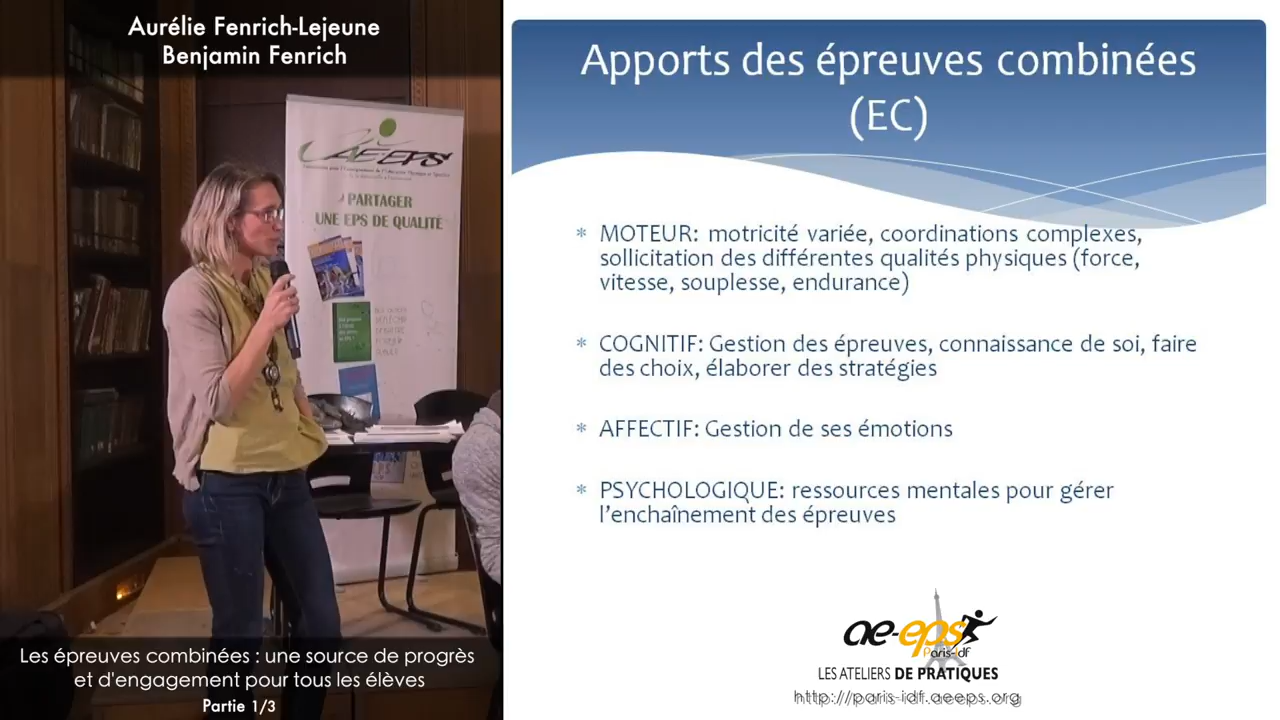 Aurélie Fenrich-Lejeune
Benjamin Fenrich
AEEPS
PARTAGER
UNE EPS DE QUALITÉ
Les épreuves combinées : une source de progrès
et d'engagement pour tous les élèves
Partie 1/3
Apports des épreuves combinées
(EC)
* MOTEUR: motricité variée, coordinations complexes,
sollicitation des différentes qualités physiques (force,
vitesse, souplesse, endurance)
* COGNITIF: Gestion des épreuves, connaissance de soi, faire
des choix, élaborer des stratégies
* AFFECTIF: Gestion de ses émotions
* PSYCHOLOGIQUE: ressources mentales pour gérer
l'enchaînement des épreuves
ae-eps
Paris-idf
LES ATELIERS DE PRATIQUES
http://paris-idf.aeeps.org